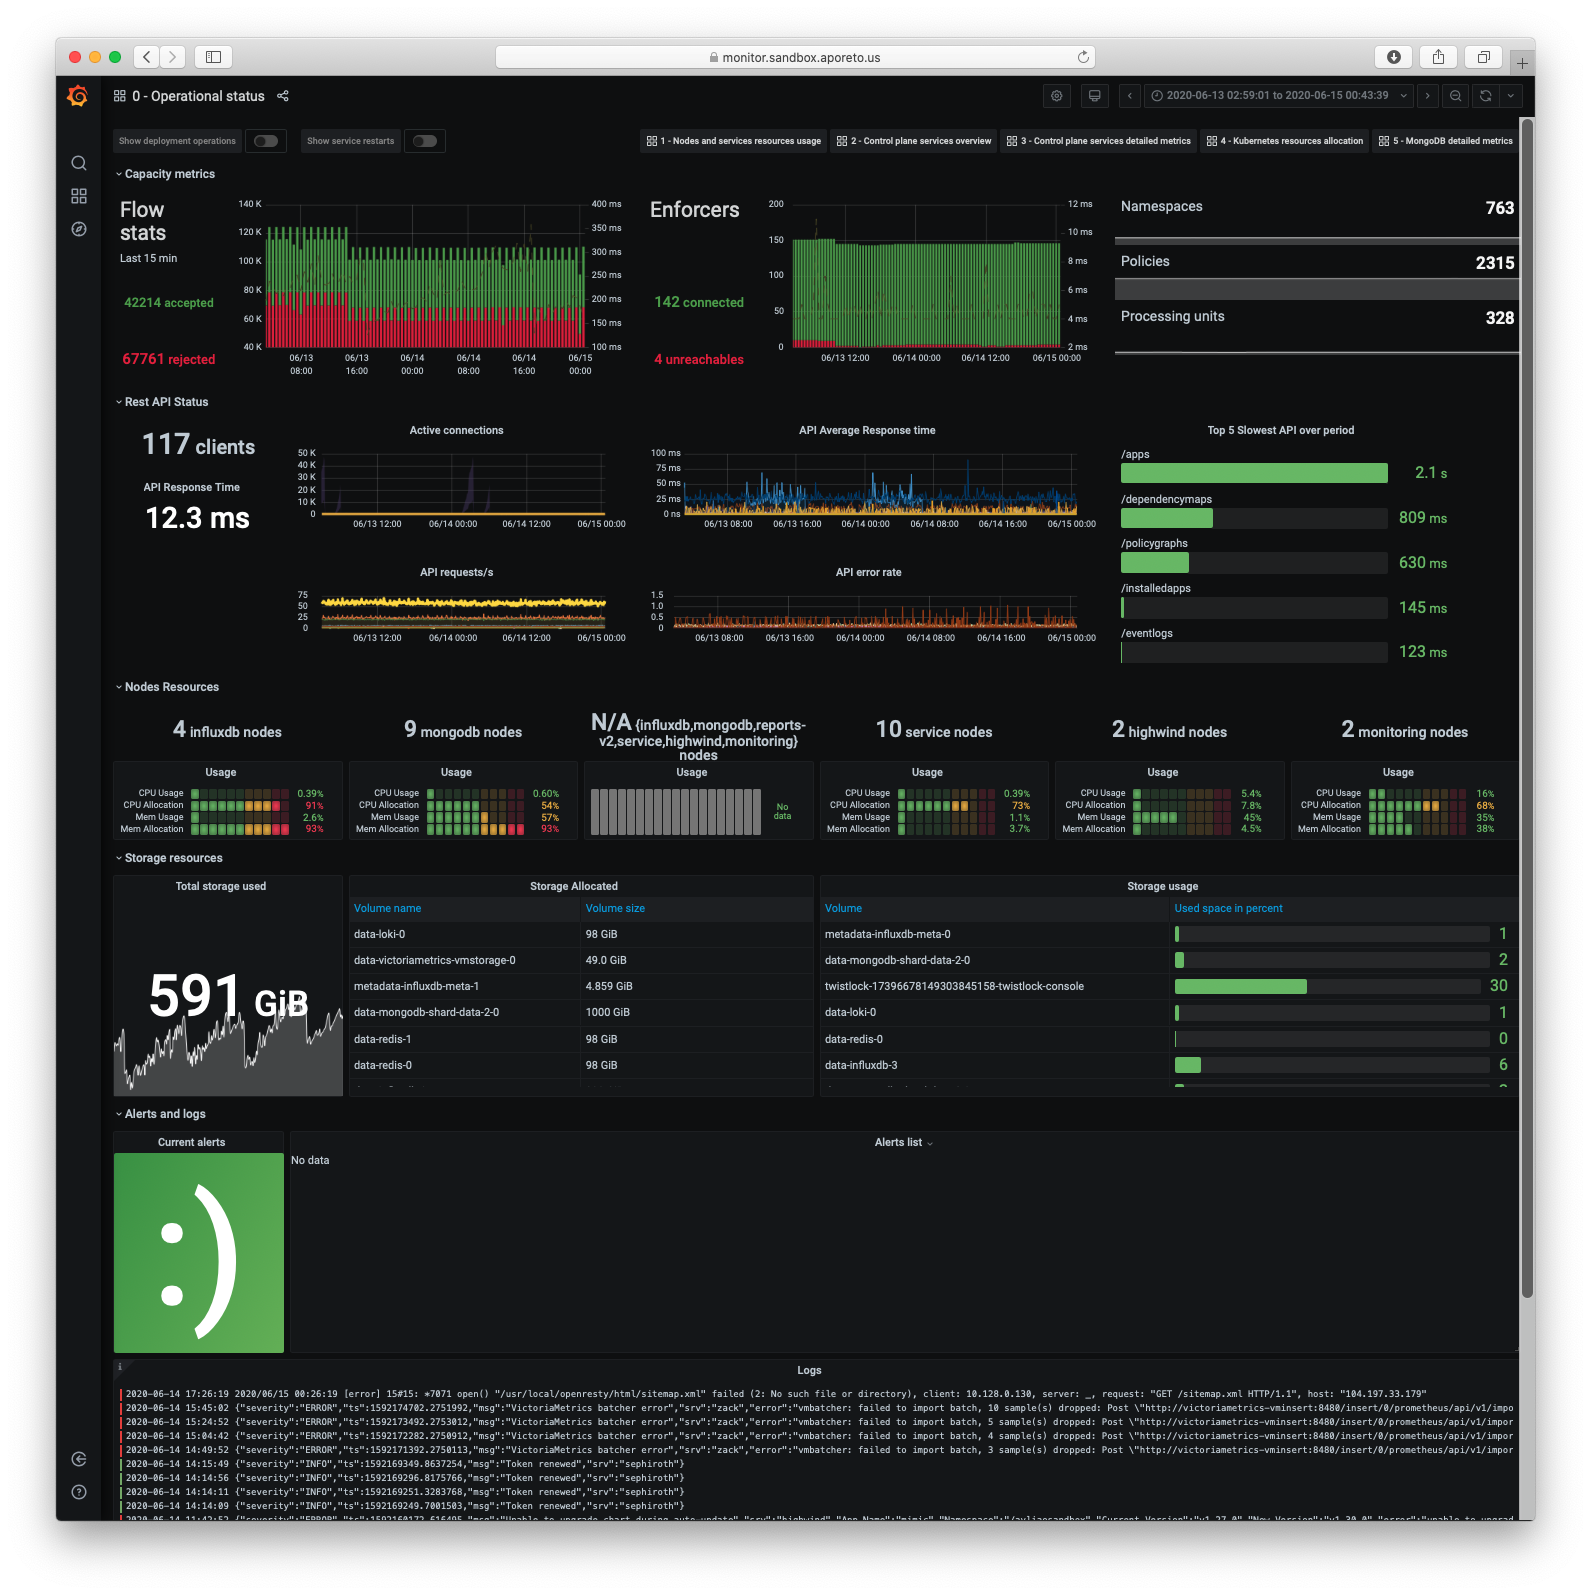 monitor.sandbox.aporeto.us
0 - Operational status
2020-06-13 02:59:01 to 2020-06-15 00:43:39
Show deployment operations
Show service restarts
1 - Nodes and services resources usage
2 - Control plane services overview
3 - Control plane services detailed metrics
4 - Kubernetes resources allocation
5 - MongoDB detailed metrics
Capacity metrics
Flow
stats
Last 15 min
42214 accepted
67761 rejected
140 K
120 K
100 K
80 K
60 K
40 K
400 ms
350 ms
300 ms
250 ms
200 ms
150 ms
100 ms
06/13 06/13 06/14 06/14 06/14 06/15
08:00 16:00 00:00 08:00 16:00 00:00
Enforcers
142 connected
4 unreachables
200
150
100
50
0
12 ms
10 ms
8 ms
6 ms
4 ms
2 ms
06/13 12:00 06/14 00:00 06/14 12:00 06/15 00:00
Namespaces 763
Policies 2315
Processing units 328
Rest API Status
117 clients
API Response Time
12.3 ms
Active connections
50 K
40 K
30 K
20 K
10 K
0
06/13 12:00 06/14 00:00 06/14 12:00 06/15 00:00
API Average Response time
100 ms
75 ms
50 ms
25 ms
0 ns
06/13 08:00 06/13 16:00 06/14 00:00 06/14 08:00 06/14 16:00 06/15 00:00
API requests/s
75
50
25
0
06/13 12:00 06/14 00:00 06/14 12:00 06/15 00:00
API error rate
1.5
1.0
0.5
0
06/13 08:00 06/13 16:00 06/14 00:00 06/14 08:00 06/14 16:00 06/15 00:00
Top 5 Slowest API over period
/apps
2.1 s
/dependencymaps
809 ms
/policygraphs
630 ms
/installedapps
145 ms
/eventlogs
123 ms
Nodes Resources
4 influxdb nodes
Usage
CPU Usage 0.39%
CPU Allocation 91%
Mem Usage 2.6%
Mem Allocation 93%
9 mongodb nodes
Usage
CPU Usage 0.60%
CPU Allocation 54%
Mem Usage 57%
Mem Allocation 93%
N/A {influxdb,mongodb,reports-
v2,service,highwind,monitoring}
nodes
Usage
No
data
10 service nodes
Usage
CPU Usage 0.39%
CPU Allocation 73%
Mem Usage 1.1%
Mem Allocation 3.7%
2 highwind nodes
Usage
CPU Usage 5.4%
CPU Allocation 7.8%
Mem Usage 45%
Mem Allocation 4.5%
2 monitoring nodes
Usage
CPU Usage 16%
CPU Allocation 68%
Mem Usage 35%
Mem Allocation 38%
Storage resources
Total storage used
591 GiB
Storage Allocated
Volume name Volume size
data-loki-0 98 GiB
data-victoriametrics-vmstorage-0 49.0 GiB
metadata-influxdb-meta-1 4.859 GiB
data-mongodb-shard-data-2-0 1000 GiB
data-redis-1 98 GiB
data-redis-0 98 GiB
Storage usage
Volume Used space in percent
metadata-influxdb-meta-0 1
data-mongodb-shard-data-2-0 2
twistlock-17396678149303845158-twistlock-console 30
data-loki-0 1
data-redis-0 0
data-influxdb-3 6
Alerts and logs
Current alerts
:)
Alerts list
No data
Logs
2020-06-14 17:26:19 2020/06/15 00:26:19 [error] 15#15: *7071 open() "/usr/local/openresty/html/sitemap.xml" failed (2: No such file or directory), client: 10.128.0.130, server: _, request: "GET /sitemap.xml HTTP/1.1", host: "104.197.33.179"
2020-06-14 15:45:02 {"severity":"ERROR","ts":1592174702.2751992,"msg":"VictoriaMetrics batcher error","srv":"zack","error":"vmbatcher: failed to import batch, 10 sample(s) dropped: Post \"http://victoriametrics-vminsert:8480/insert/0/prometheus/api/v1/impor
2020-06-14 15:24:52 {"severity":"ERROR","ts":1592173492.2753012,"msg":"VictoriaMetrics batcher error","srv":"zack","error":"vmbatcher: failed to import batch, 5 sample(s) dropped: Post \"http://victoriametrics-vminsert:8480/insert/0/prometheus/api/v1/impor
2020-06-14 15:04:42 {"severity":"ERROR","ts":1592172282.2750912,"msg":"VictoriaMetrics batcher error","srv":"zack","error":"vmbatcher: failed to import batch, 4 sample(s) dropped: Post \"http://victoriametrics-vminsert:8480/insert/0/prometheus/api/v1/impor
2020-06-14 14:49:52 {"severity":"ERROR","ts":1592171392.2750113,"msg":"VictoriaMetrics batcher error","srv":"zack","error":"vmbatcher: failed to import batch, 3 sample(s) dropped: Post \"http://victoriametrics-vminsert:8480/insert/0/prometheus/api/v1/impor
2020-06-14 14:15:49 {"severity":"INFO","ts":1592169349.8637254,"msg":"Token renewed","srv":"sephiroth"}
2020-06-14 14:14:56 {"severity":"INFO","ts":1592169296.8175766,"msg":"Token renewed","srv":"sephiroth"}
2020-06-14 14:14:11 {"severity":"INFO","ts":1592169251.3283768,"msg":"Token renewed","srv":"sephiroth"}
2020-06-14 14:14:09 {"severity":"INFO","ts":1592169249.7001503,"msg":"Token renewed","srv":"sephiroth"}